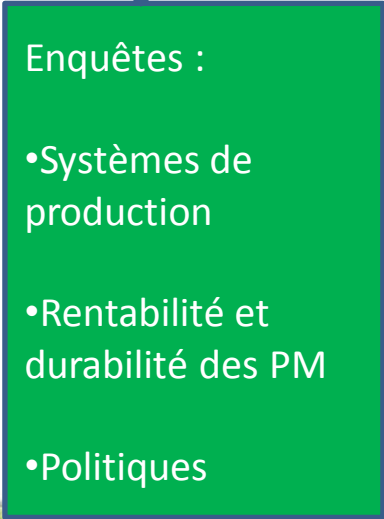 Enquêtes :
•Systèmes de
production
•Rentabilité et
durabilité des PM
•Politiques